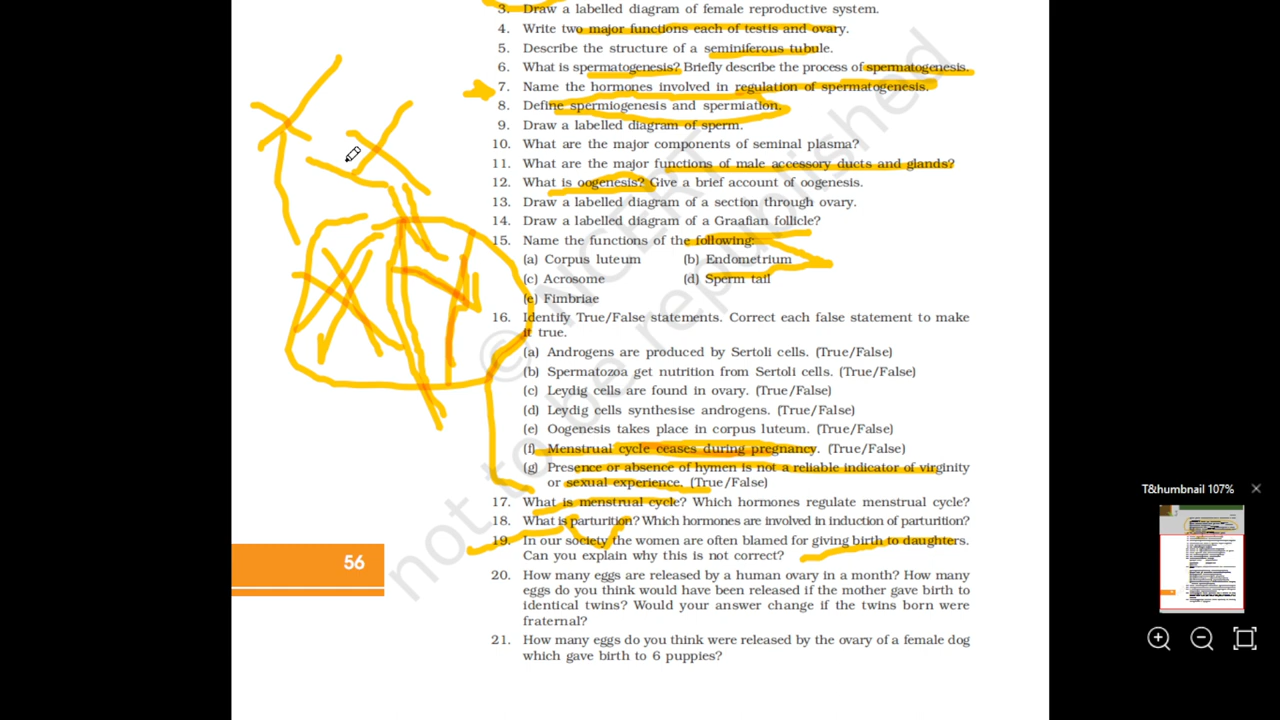 3. Draw a labelled diagram of female reproductive system.
4. Write two major functions each of testis and ovary.
5. Describe the structure of a seminiferous tubule.
6. What is spermatogenesis? Briefly describe the process of spermatogenesis.
7. Name the hormones involved in regulation of spermatogenesis.
8. Define spermiogenesis and spermiation.
9. Draw a labelled diagram of sperm.
10. What are the major components of seminal plasma?
11. What are the major functions of male accessory ducts and glands?
12. What is oogenesis? Give a brief account of oogenesis.
13. Draw a labelled diagram of a section through ovary.
14. Draw a labelled diagram of a Graafian follicle?
15. Name the functions of the following:
(a) Corpus luteum (b) Endometrium
(c) Acrosome (d) Sperm tail
(e) Fimbriae
16. Identify True/False statements. Correct each false statement to make
it true.
(a) Androgens are produced by Sertoli cells. (True/False)
(b) Spermatozoa get nutrition from Sertoli cells. (True/False)
(c) Leydig cells are found in ovary. (True/False)
(d) Leydig cells synthesise androgens. (True/False)
(e) Oogenesis takes place in corpus luteum. (True/False)
(f) Menstrual cycle ceases during pregnancy. (True/False)
(g) Presence or absence of hymen is not a reliable indicator of virginity
or sexual experience. (True/False)
17. What is menstrual cycle? Which hormones regulate menstrual cycle?
18. What is parturition? Which hormones are involved in induction of parturition?
19. In our society the women are often blamed for giving birth to daughters.
Can you explain why this is not correct?
20. How many eggs are released by a human ovary in a month? How many
eggs do you think would have been released if the mother gave birth to
identical twins? Would your answer change if the twins born were
fraternal?
21. How many eggs do you think were released by the ovary of a female dog
which gave birth to 6 puppies?
56
© NCERT
not to be republished
T&humbnail 107%